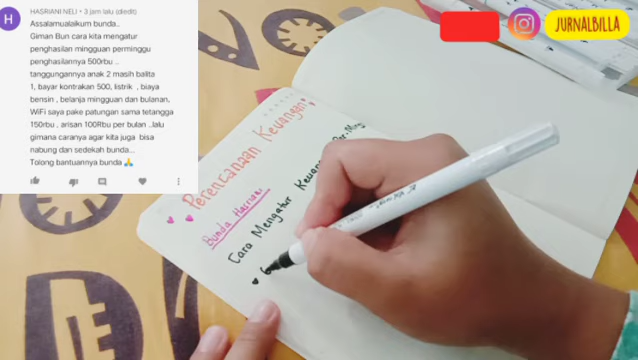 H
HASRIANI NELI • 3 jam lalu (diedit)
Assalamualaikum bunda..
Giman Bun cara kita mengatur
penghasilan mingguan perminggu
penghasilannya 500rbu ..
tanggungannya anak 2 masih balita
1, bayar kontrakan 500, listrik , biaya
bensin , belanja mingguan dan bulanan,
WiFi saya pake patungan sama tetangga
150rbu , arisan 100Rbu per bulan ..lalu
gimana caranya agar kita juga bisa
nabung dan sedekah bunda...
Tolong bantuannya bunda 🙏
JURNALBILLA
Perencanaan Keuangan
Bunda Hasriani
Cara Mengatur Keuangan